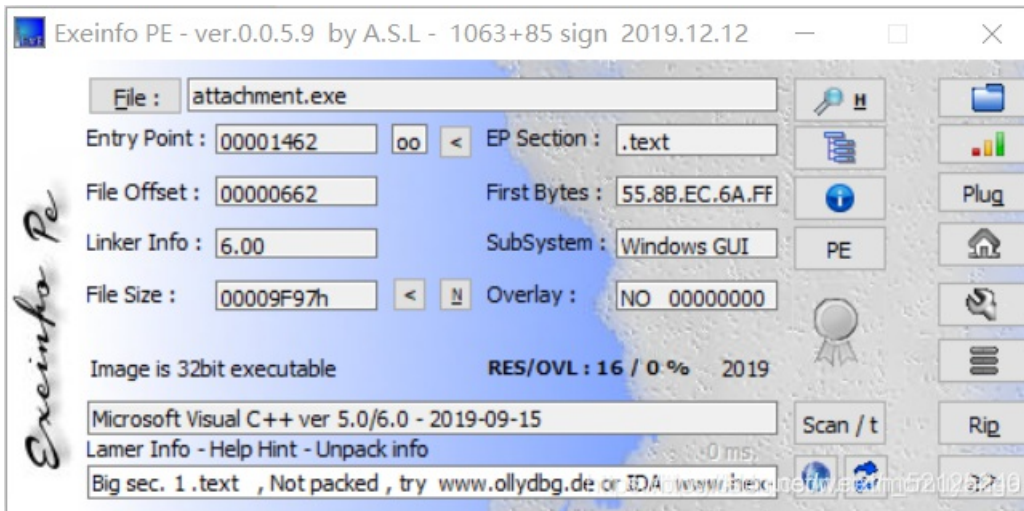 Exeinfo PE - ver.0.0.5.9 by A.S.L - 1063+85 sign 2019.12.12
Exeinfo Pe
File : attachment.exe H
Entry Point : 00001462 oo < EP Section : .text
File Offset : 00000662 First Bytes : 55.8B.EC.6A.FF Plug
Linker Info : 6.00 SubSystem : Windows GUI PE
File Size : 00009F97h < N Overlay : NO 00000000
Image is 32bit executable RES/OVL : 16 / 0 % 2019
Microsoft Visual C++ ver 5.0/6.0 - 2019-09-15 Scan / t Rip
Lamer Info - Help Hint - Unpack info 0 ms.
Big sec. 1 .text , Not packed , try www.ollydbg.de or IDA www.hex-